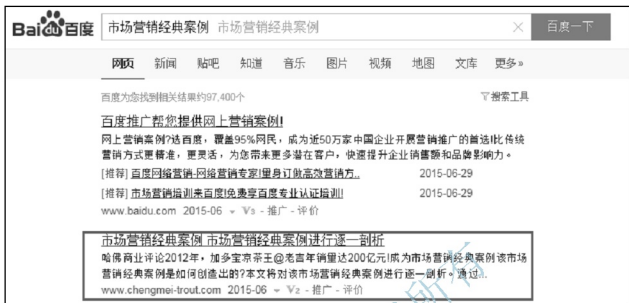 Bai百度 市场营销经典案例 市场营销经典案例 × 百度一下
网页 新闻 贴吧 知道 音乐 图片 视频 地图 文库 更多»
百度为您找到相关结果约97,400个 搜索工具
百度推广帮您提供网上营销案例!
网上营销案例?选百度，覆盖95%网民，成为近50万家中国企业开展营销推广的首选!比传统
营销方式更精准，更灵活，为您带来更多潜在客户，快速提升企业销售额和品牌影响力。
[推荐] 百度网络营销-网络营销专家!量身订做高效营销方.. 2015-06-29
[推荐] 市场营销培训来百度!免费享百度专业认证培训! 2015-06-29
www.baidu.com 2015-06 V3 - 推广 - 评价
市场营销经典案例 市场营销经典案例进行逐一剖析
哈佛商业评论2012年，加多宝京茶王@老吉年销里达200亿元!成为市场营销经典案例该市场
营销经典案例是如何创造出的?本文将对该市场营销经典案例进行逐一剖析。通过...
www.chengmei-trout.com 2015-06 V2 - 推广 - 评价
所有